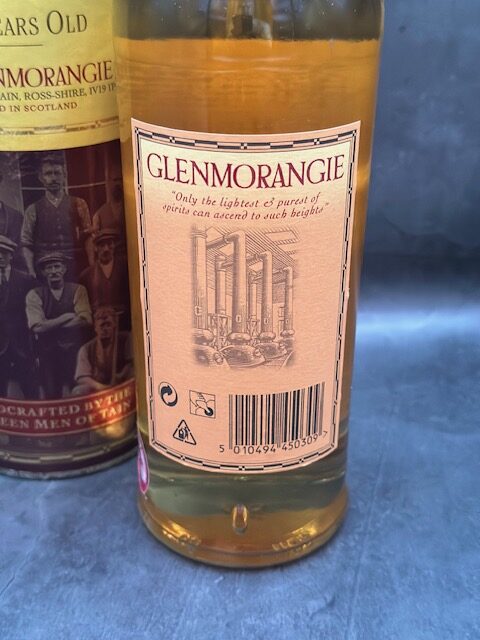 EARS OLD
NMORANGIE
AIN, ROSS-SHIRE, IV19 1P
D IN SCOTLAND
OCRAFTED BY THE
EEN MEN OF TAIN
GLENMORANGIE
"Only the lightest & purest of
spirits can ascend to such heights"
5 010494 450309 >